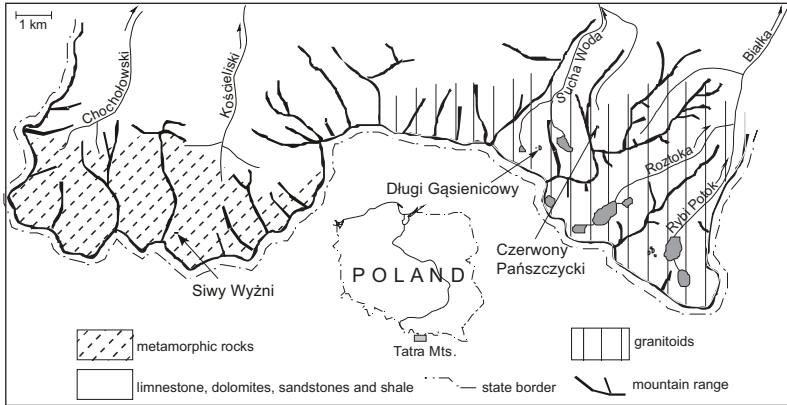 1 km
Chochołowski
Kościeliski
Sucha Woda
Białka
Roztoka
Rybi Potok
Długi Gąsienicowy
Czerwony
Pańszczycki
Siwy Wyżni
POLAND
Tatra Mts.
metamorphic rocks
granitoids
limnestone, dolomites, sandstones and shale
state border
mountain range